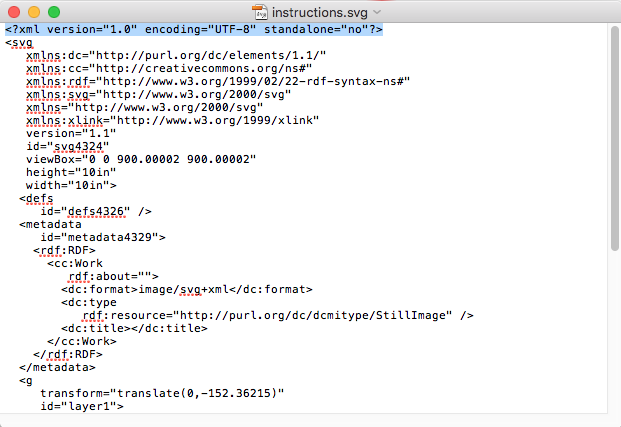 instructions.svg
<?xml version="1.0" encoding="UTF-8" standalone="no"?>
<svg
   xmlns:dc="http://purl.org/dc/elements/1.1/"
   xmlns:cc="http://creativecommons.org/ns#"
   xmlns:rdf="http://www.w3.org/1999/02/22-rdf-syntax-ns#"
   xmlns:svg="http://www.w3.org/2000/svg"
   xmlns="http://www.w3.org/2000/svg"
   xmlns:xlink="http://www.w3.org/1999/xlink"
   version="1.1"
   id="svg4324"
   viewBox="0 0 900.00002 900.00002"
   height="10in"
   width="10in">
  <defs
     id="defs4326" />
  <metadata
     id="metadata4329">
    <rdf:RDF>
      <cc:Work
         rdf:about="">
        <dc:format>image/svg+xml</dc:format>
        <dc:type
           rdf:resource="http://purl.org/dc/dcmitype/StillImage" />
        <dc:title></dc:title>
      </cc:Work>
    </rdf:RDF>
  </metadata>
  <g
     transform="translate(0,-152.36215)"
     id="layer1">